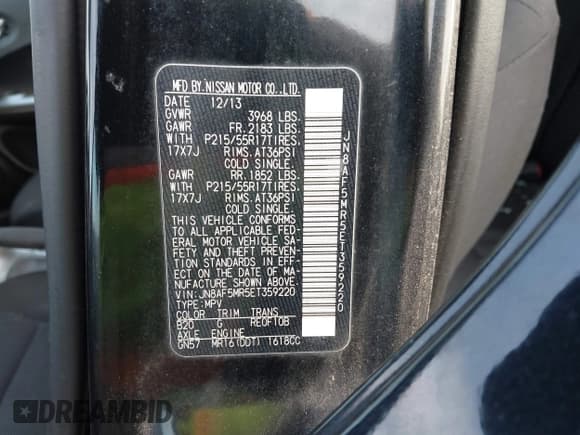 MFD BY.NISSAN MOTOR CO.,LTD.
DATE 12/13
GVWR 3968 LBS.
GAWR FR.2183 LBS.
WITH P215/55R17TIRES,
17X7J RIMS,AT36PSI
COLD SINGLE.
GAWR RR.1852 LBS.
WITH P215/55R17TIRES,
17X7J RIMS,AT36PSI
COLD SINGLE.
THIS VEHICLE CONFORMS
TO ALL APPLICABLE FED-
ERAL MOTOR VEHICLE SA-
FETY AND THEFT PREVEN-
TION STANDARDS IN EFF-
ECT ON THE DATE OF MA-
NUFACTURE SHOWN ABOVE.
VIN:JN8AF5MR5ET359220
TYPE:MPV
COLOR TRIM TRANS
B20 G RE0F10B
AXLE ENGINE
GN57 MR16(DDT) 1618CC
JN8AF5MR5ET359220
DREAMBID